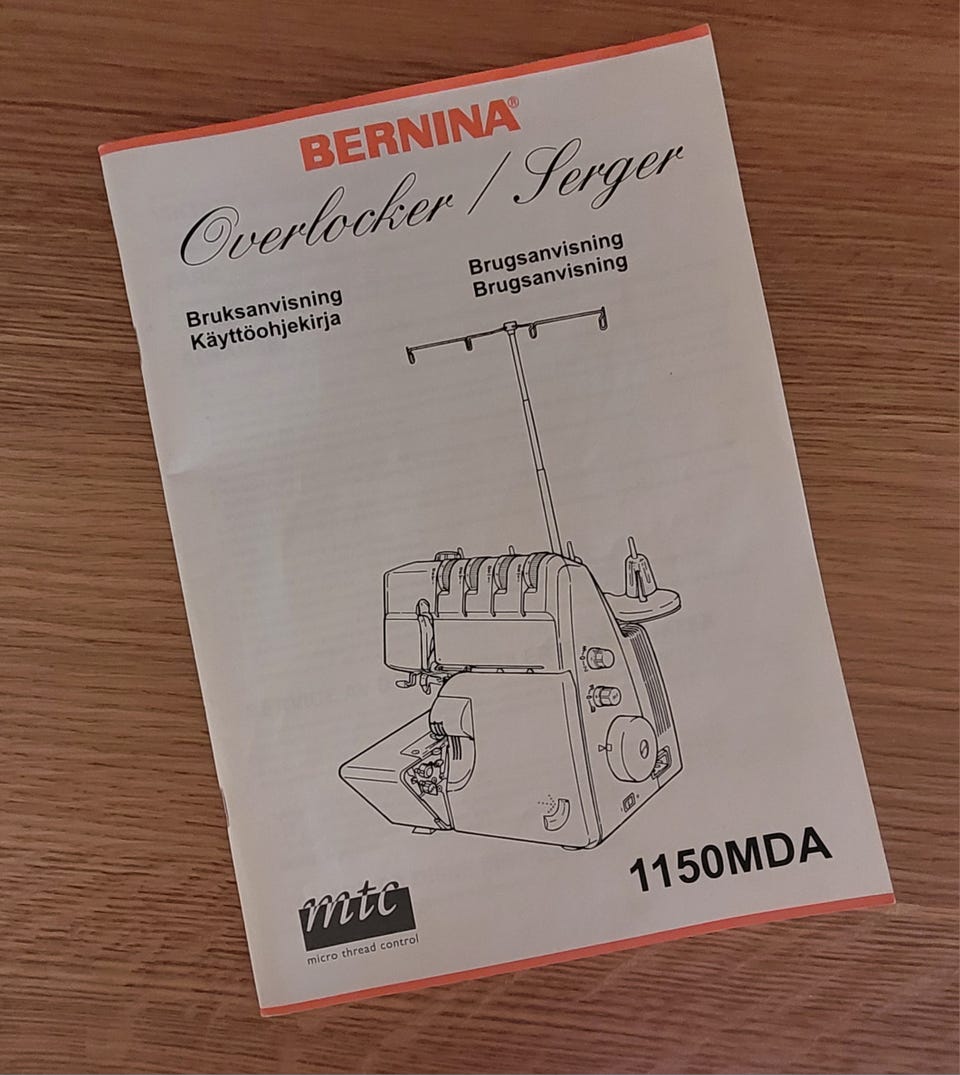 BERNINA®
Overlocker / Serger
Bruksanvisning
Käyttöohjekirja
Brugsanvisning
Brugsanvisning
mtc
micro thread control
1150MDA